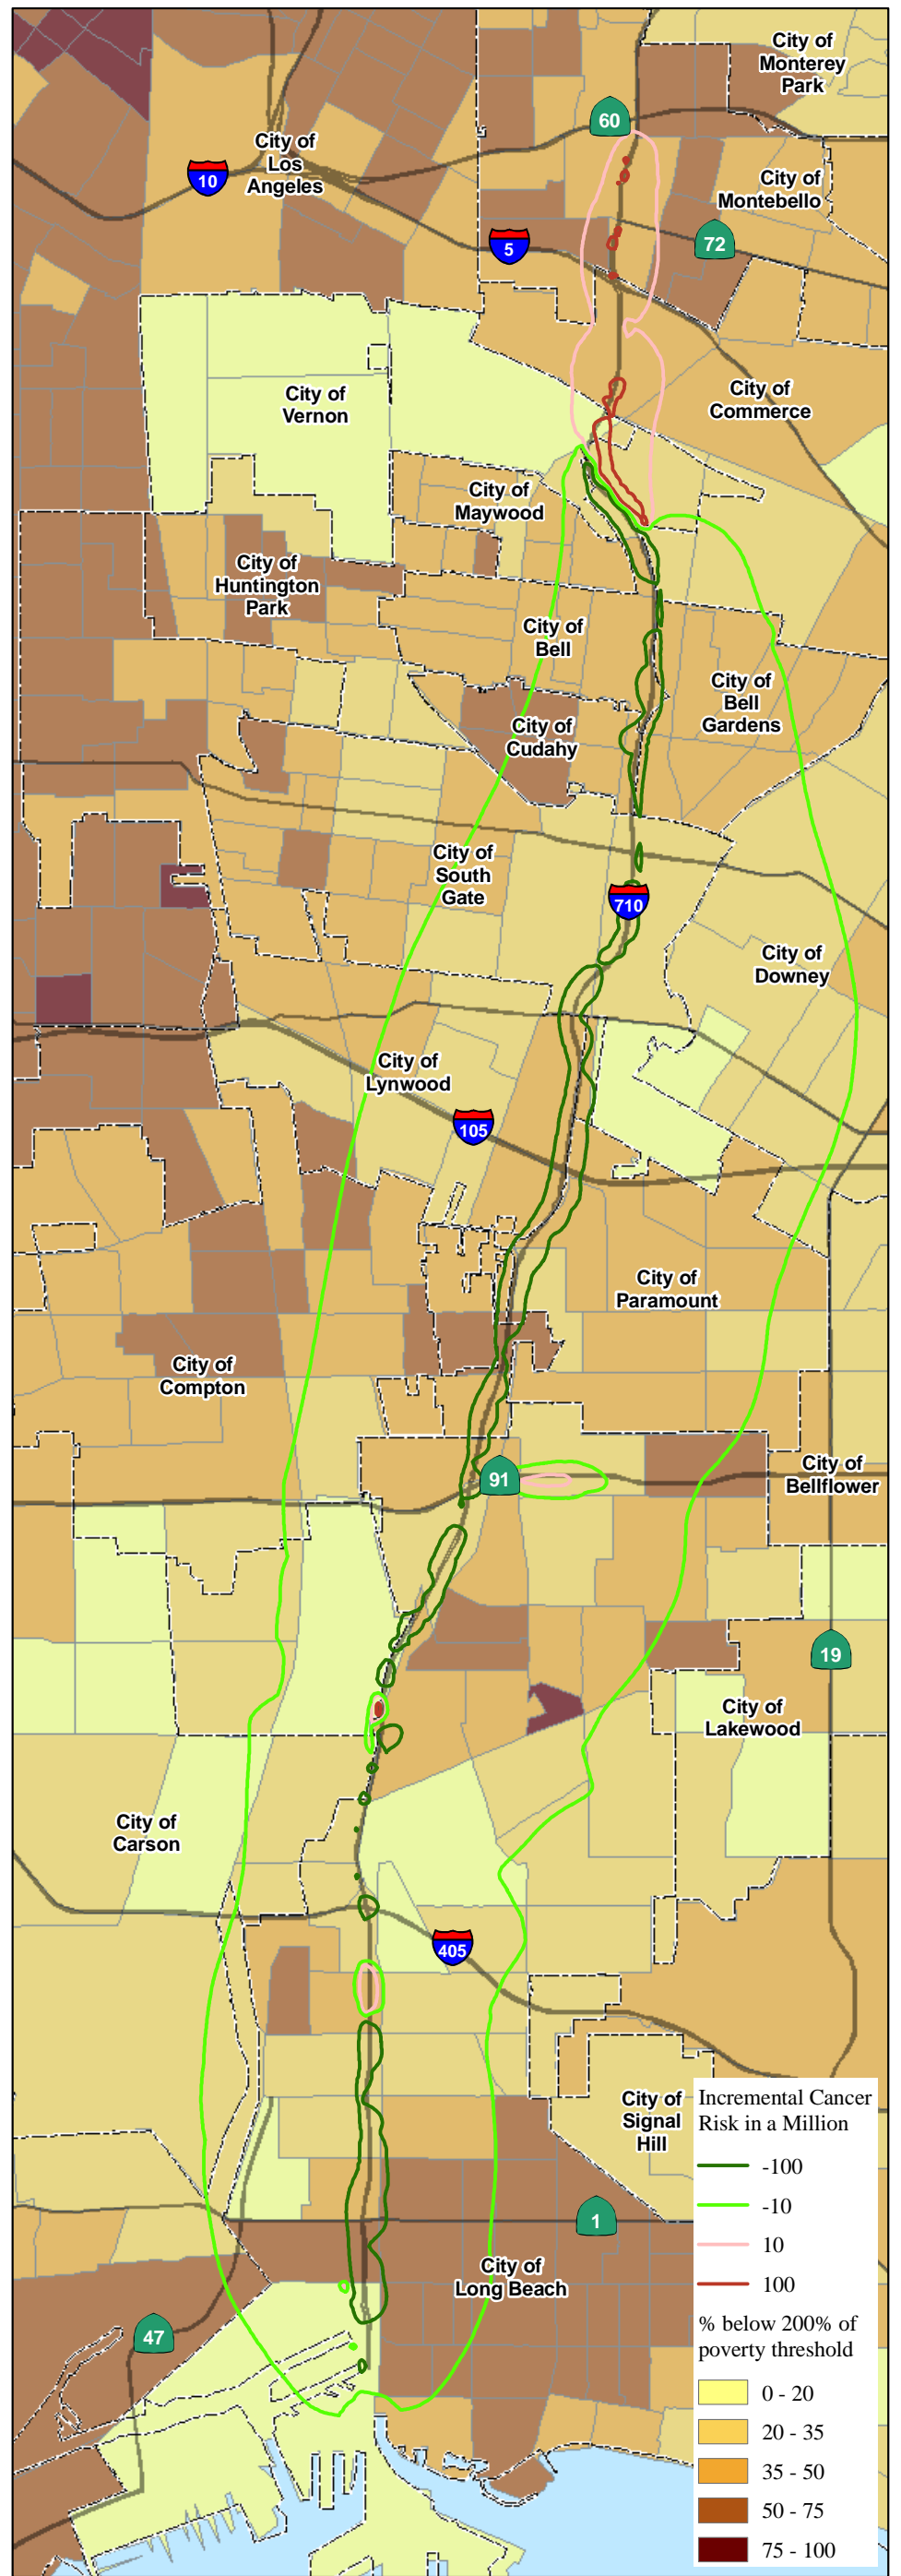 City of
Monterey
Park
60
City of
Los
Angeles
10
City of
Montebello
5
72
City of
Vernon
City of
Commerce
City of
Maywood
City of
Huntington
Park
City of
Bell
City of
Bell
Gardens
City of
Cudahy
City of
South
Gate
710
City of
Downey
City of
Lynwood
105
City of
Paramount
City of
Compton
91
City of
Bellflower
19
City of
Lakewood
City of
Carson
405
City of
Signal
Hill
1
City of
Long Beach
47
Incremental Cancer
Risk in a Million
-100
-10
10
100
% below 200% of
poverty threshold
0 - 20
20 - 35
35 - 50
50 - 75
75 - 100